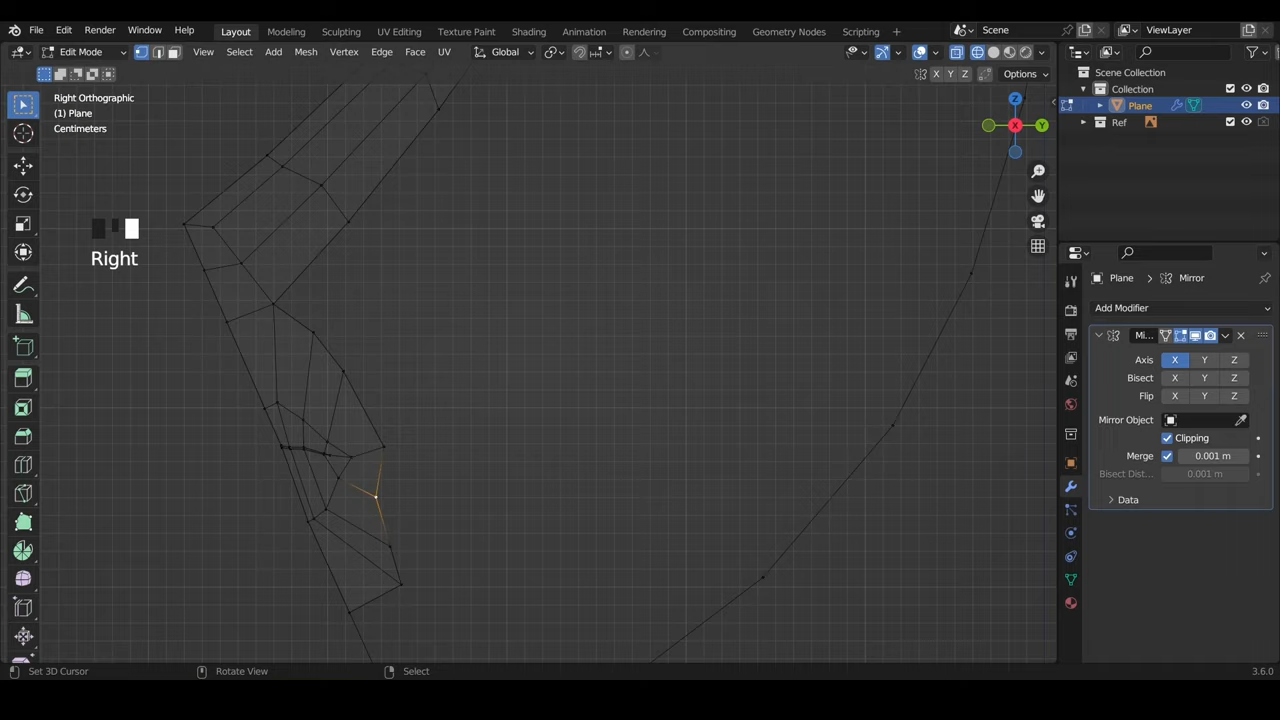 File Edit Render Window Help Layout Modeling Sculpting UV Editing Texture Paint Shading Animation Rendering Compositing Geometry Nodes Scripting Scene ViewLayer
Edit Mode View Select Add Mesh Vertex Edge Face UV Global
X Y Z Options
Right Orthographic
(1) Plane
Centimeters
Z
X Y
Right
Scene Collection
Collection
Plane
Ref
Plane Mirror
Add Modifier
Mi...
Axis X Y Z
Bisect X Y Z
Flip X Y Z
Mirror Object
Clipping
Merge 0.001 m
Bisect Dist... 0.001 m
Data
Set 3D Cursor Rotate View Select 3.6.0